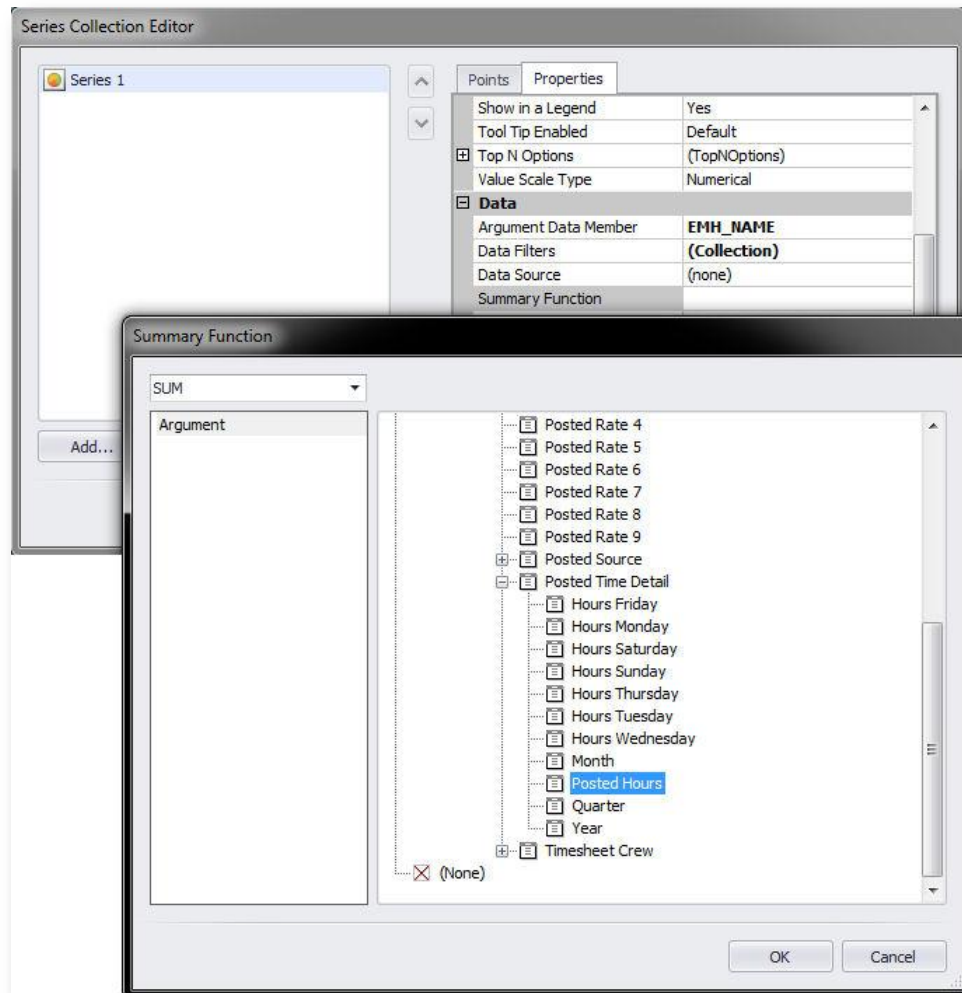 Series Collection Editor
Series 1
Points Properties
Show in a Legend Yes
Tool Tip Enabled Default
Top N Options (TopNOptions)
Value Scale Type Numerical
Data
Argument Data Member EMH_NAME
Data Filters (Collection)
Data Source (none)
Summary Function
Add...
Summary Function
SUM
Argument
Posted Rate 4
Posted Rate 5
Posted Rate 6
Posted Rate 7
Posted Rate 8
Posted Rate 9
Posted Source
Posted Time Detail
Hours Friday
Hours Monday
Hours Saturday
Hours Sunday
Hours Thursday
Hours Tuesday
Hours Wednesday
Month
Posted Hours
Quarter
Year
Timesheet Crew
(None)
OK Cancel